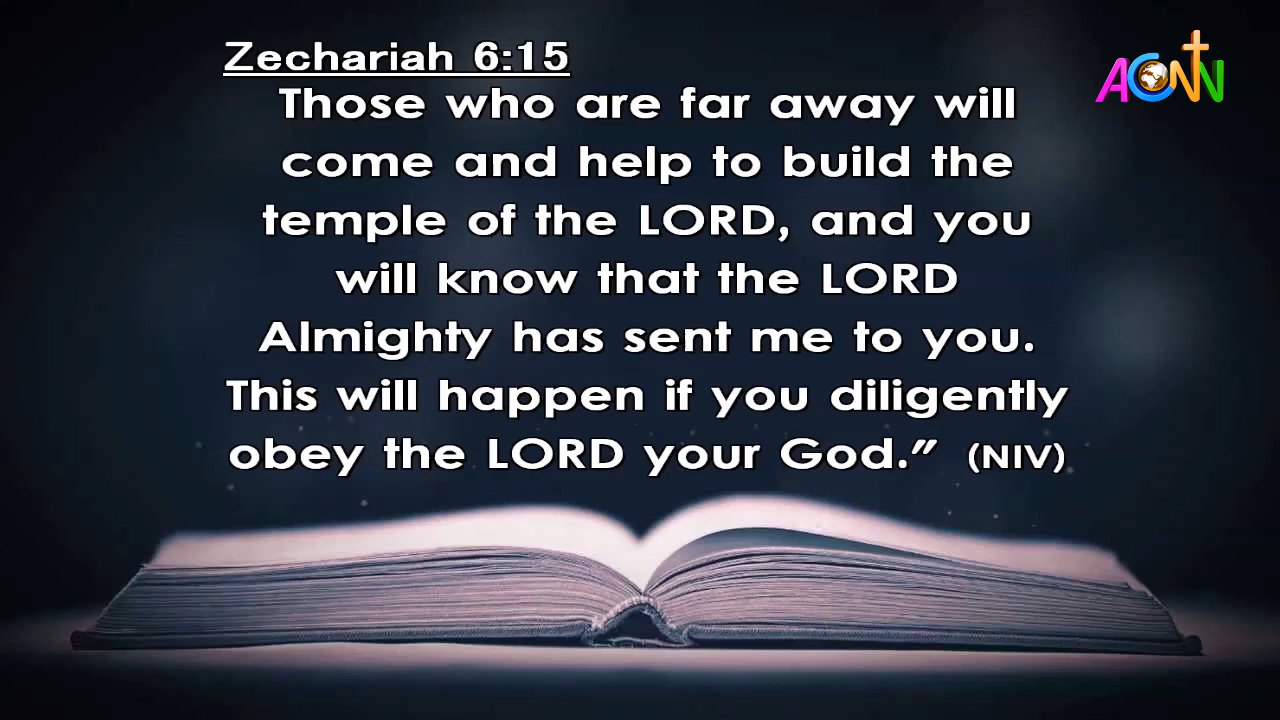 Zechariah 6:15
ACNN
Those who are far away will
come and help to build the
temple of the LORD, and you
will know that the LORD
Almighty has sent me to you.
This will happen if you diligently
obey the LORD your God.” (NIV)